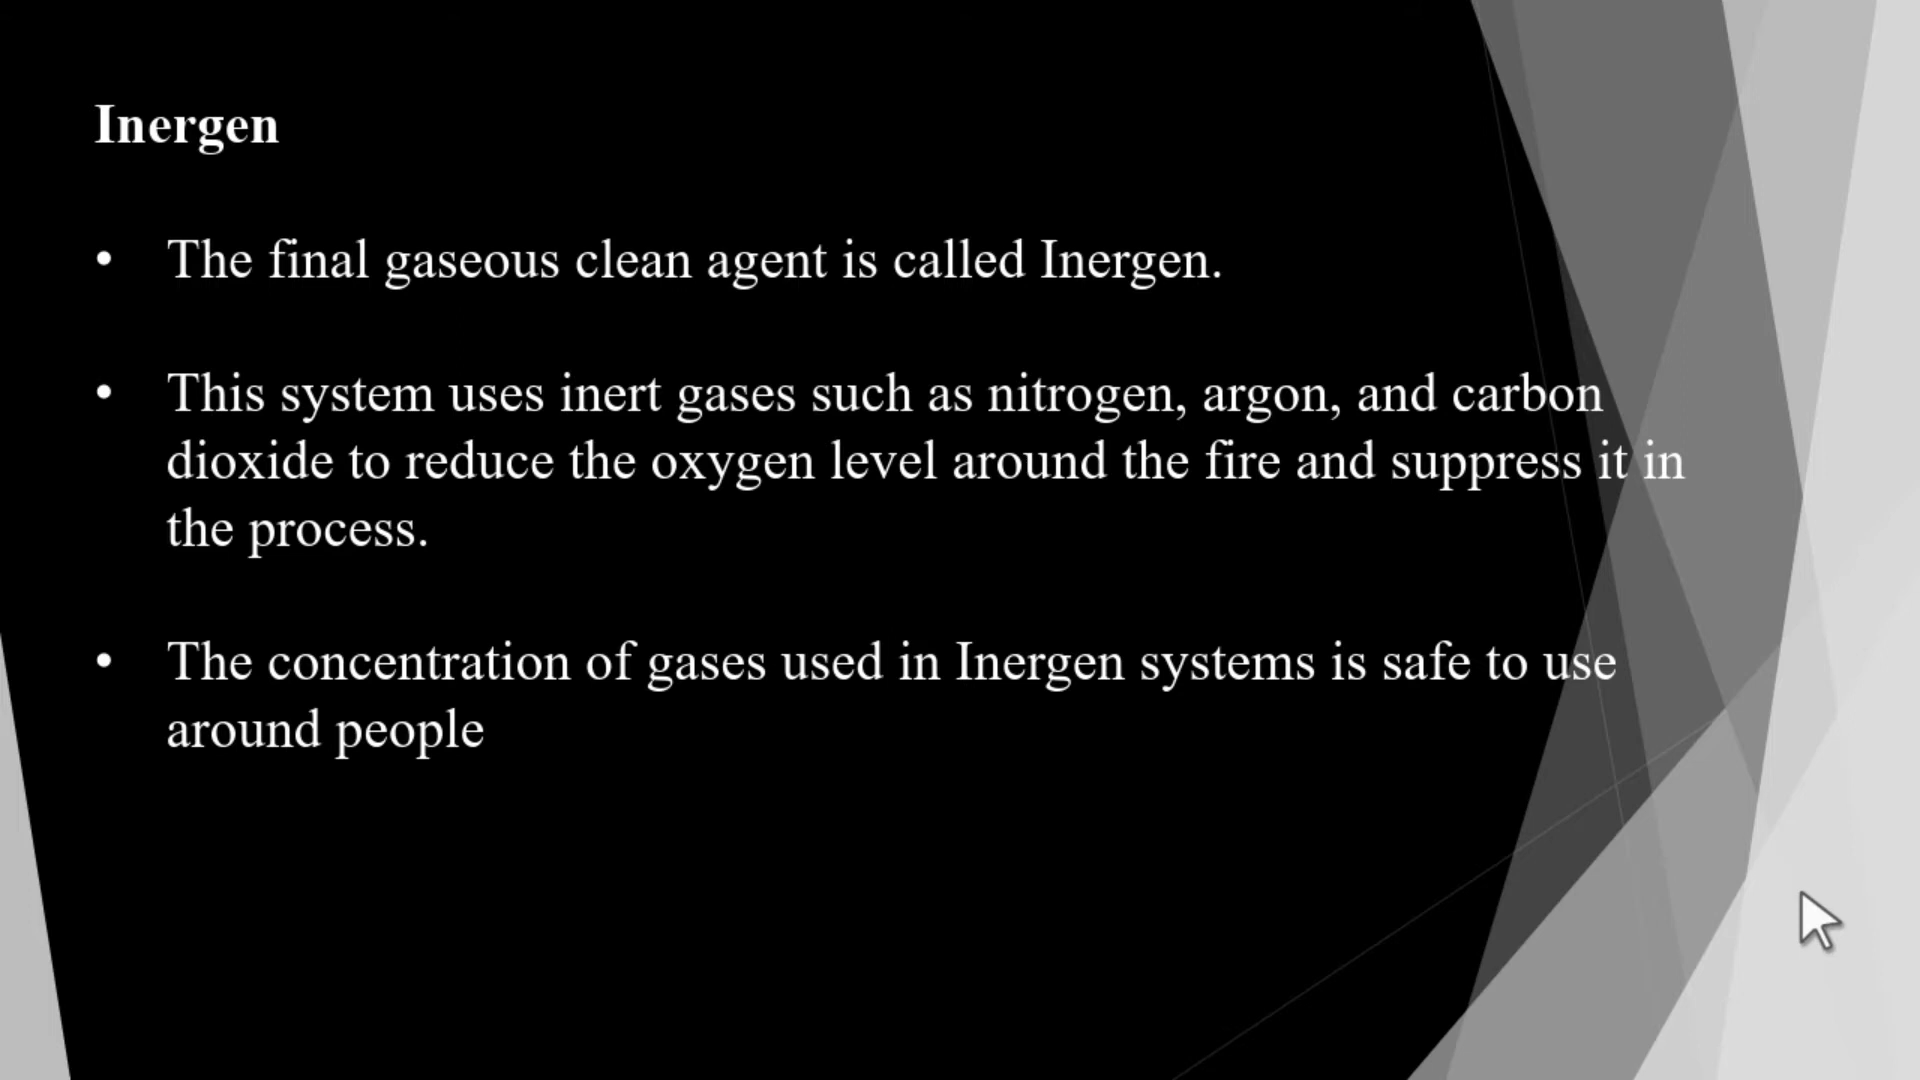 Inergen
• The final gaseous clean agent is called Inergen.
• This system uses inert gases such as nitrogen, argon, and carbon
dioxide to reduce the oxygen level around the fire and suppress it in
the process.
• The concentration of gases used in Inergen systems is safe to use
around people